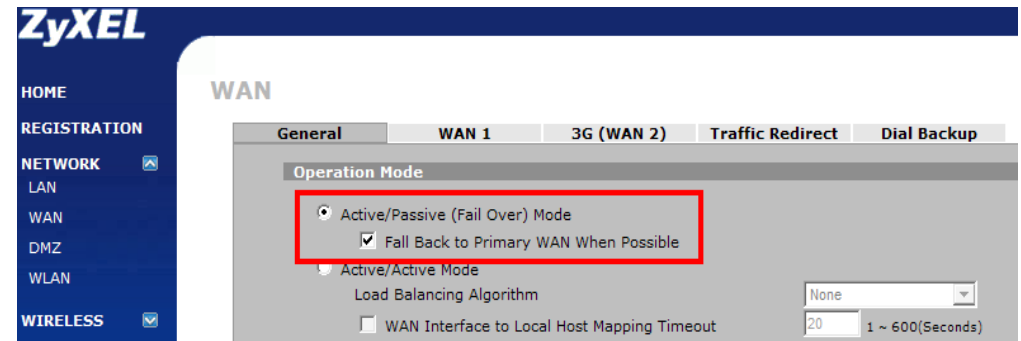 ZyXEL
HOME
REGISTRATION
NETWORK
LAN
WAN
DMZ
WLAN
WIRELESS
WAN
General WAN 1 3G (WAN 2) Traffic Redirect Dial Backup
Operation Mode
Active/Passive (Fail Over) Mode
Fall Back to Primary WAN When Possible
Active/Active Mode
Load Balancing Algorithm None
WAN Interface to Local Host Mapping Timeout 20 1 ~ 600(Seconds)